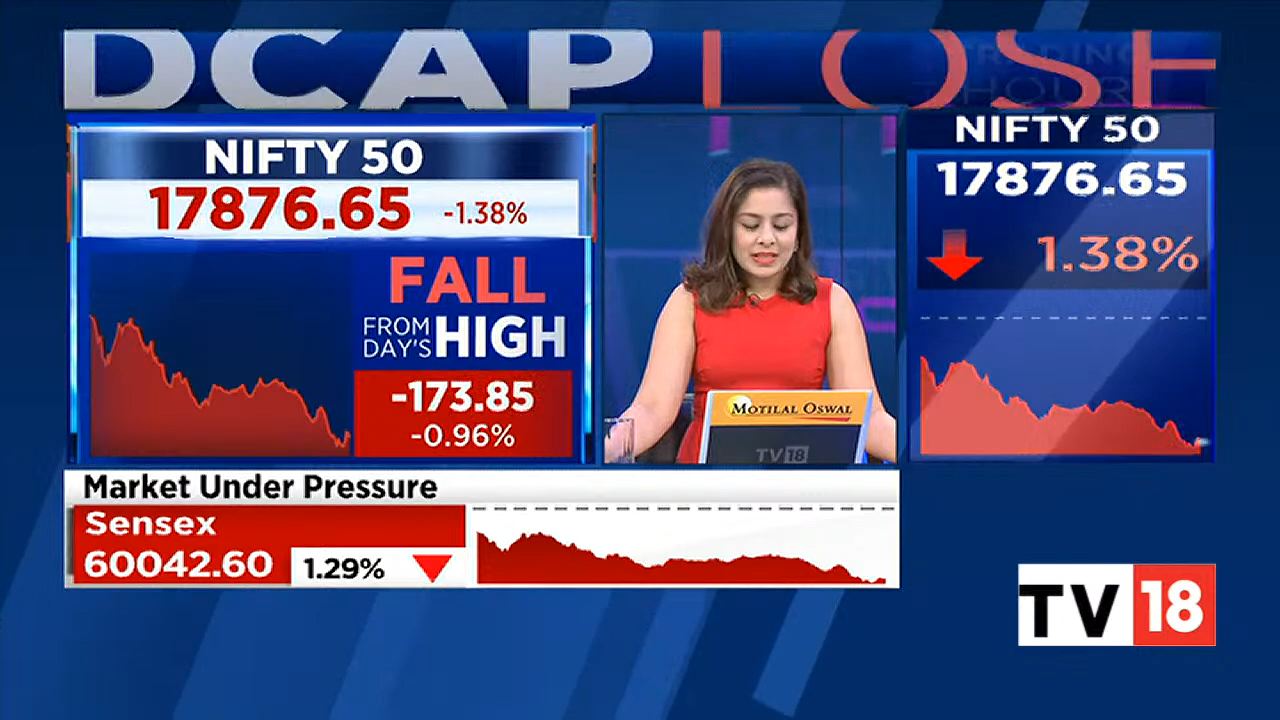 DCAP LOSE
NIFTY 50
17876.65 -1.38%
FALL
FROM DAY'S HIGH
-173.85
-0.96%
MOTILAL OSWAL
TV18
NIFTY 50
17876.65
1.38%
Market Under Pressure
Sensex
60042.60 1.29%
TV18